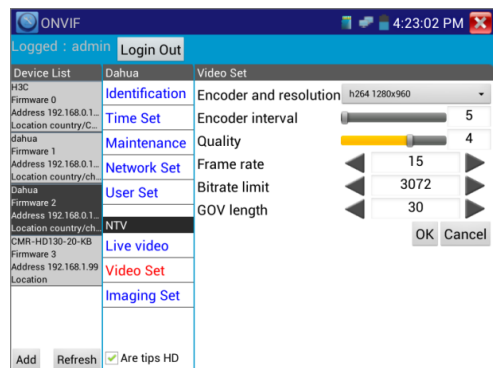 ONVIF
4:23:02 PM
Logged : admin Login Out
Device List
H3C
Firmware 0
Address 192.168.0.1...
Location country/C...
dahua
Firmware 1
Address 192.168.0.1...
Location country/ch...
Dahua
Firmware 2
Address 192.168.0.1...
Location country/ch...
CMR-HD130-20-KB
Firmware 3
Address 192.168.1.99
Location
Add Refresh
Dahua
Identification
Time Set
Maintenance
Network Set
User Set
NTV
Live video
Video Set
Imaging Set
Are tips HD
Video Set
Encoder and resolution h264 1280x960
Encoder interval 5
Quality 4
Frame rate 15
Bitrate limit 3072
GOV length 30
OK Cancel